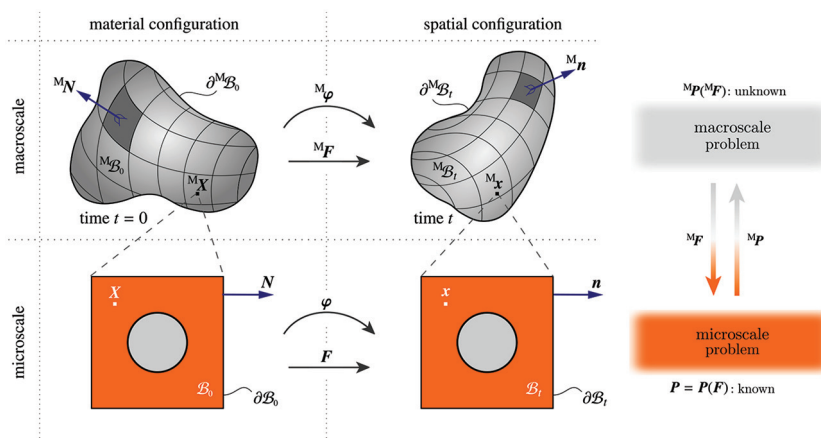 material configuration
spatial configuration
macroscale
ᴹN
∂ᴹℬ₀
ᴹℬ₀
ᴹX
time t = 0
ᴹφ
ᴹF
ᴹn
∂ᴹℬₜ
ᴹℬₜ
ᴹx
time t
ᴹP(ᴹF): unknown
macroscale
problem
ᴹF
ᴹP
microscale
problem
P = P(F): known
microscale
X
N
ℬ₀
∂ℬ₀
φ
F
x
n
ℬₜ
∂ℬₜ